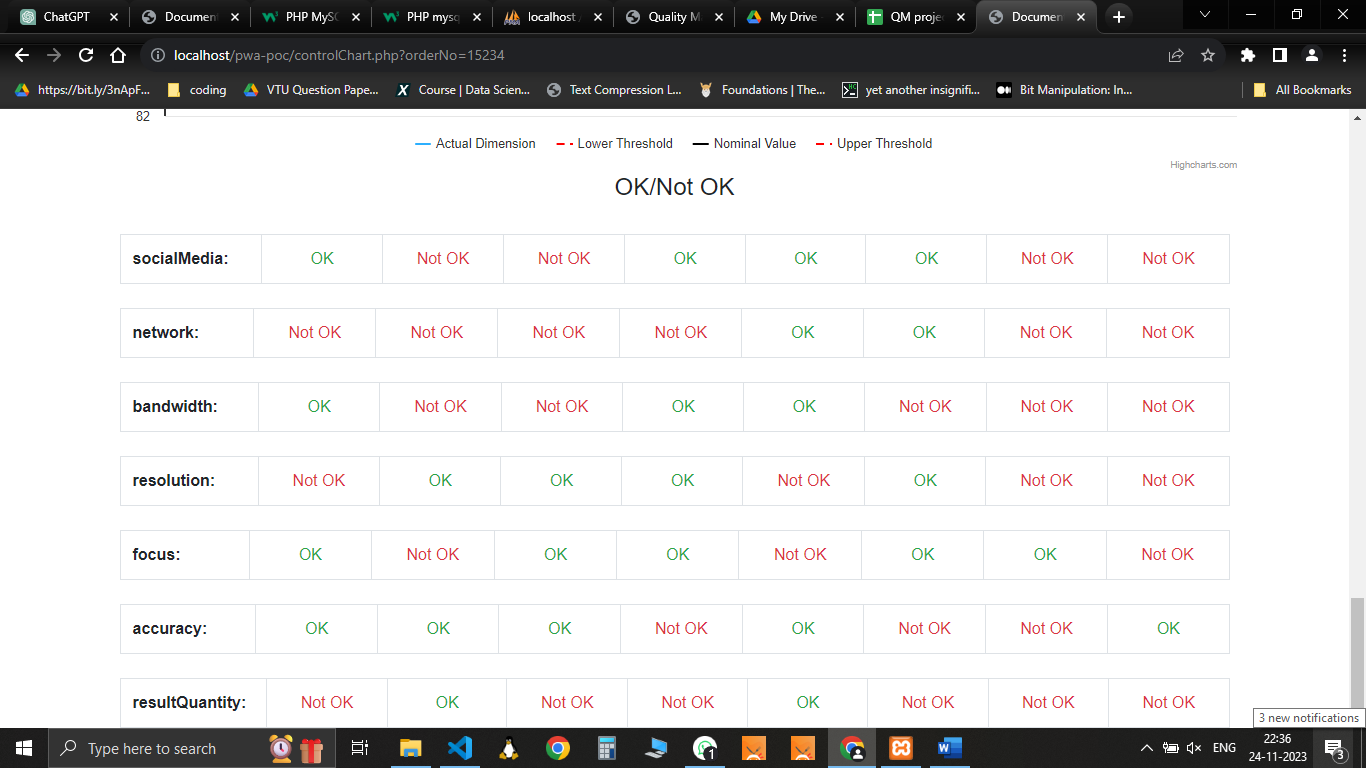 ChatGPT Documen PHP MySQ PHP mysq localhost / Quality Ma My Drive - QM projec Documen
localhost/pwa-poc/controlChart.php?orderNo=15234
https://bit.ly/3nApF... coding VTU Question Pape... X Course | Data Scien... Text Compression L... Foundations | The... yet another insignifi... Bit Manipulation: In... All Bookmarks
82
Actual Dimension Lower Threshold Nominal Value Upper Threshold
Highcharts.com
OK/Not OK
socialMedia: OK Not OK Not OK OK OK OK Not OK Not OK
network: Not OK Not OK Not OK Not OK OK OK Not OK Not OK
bandwidth: OK Not OK Not OK OK OK Not OK Not OK Not OK
resolution: Not OK OK OK OK Not OK OK Not OK Not OK
focus: OK Not OK OK OK Not OK OK OK Not OK
accuracy: OK OK OK Not OK OK Not OK Not OK OK
resultQuantity: Not OK OK Not OK Not OK OK Not OK Not OK Not OK
3 new notifications
Type here to search 1 ENG 22:36
24-11-2023 3